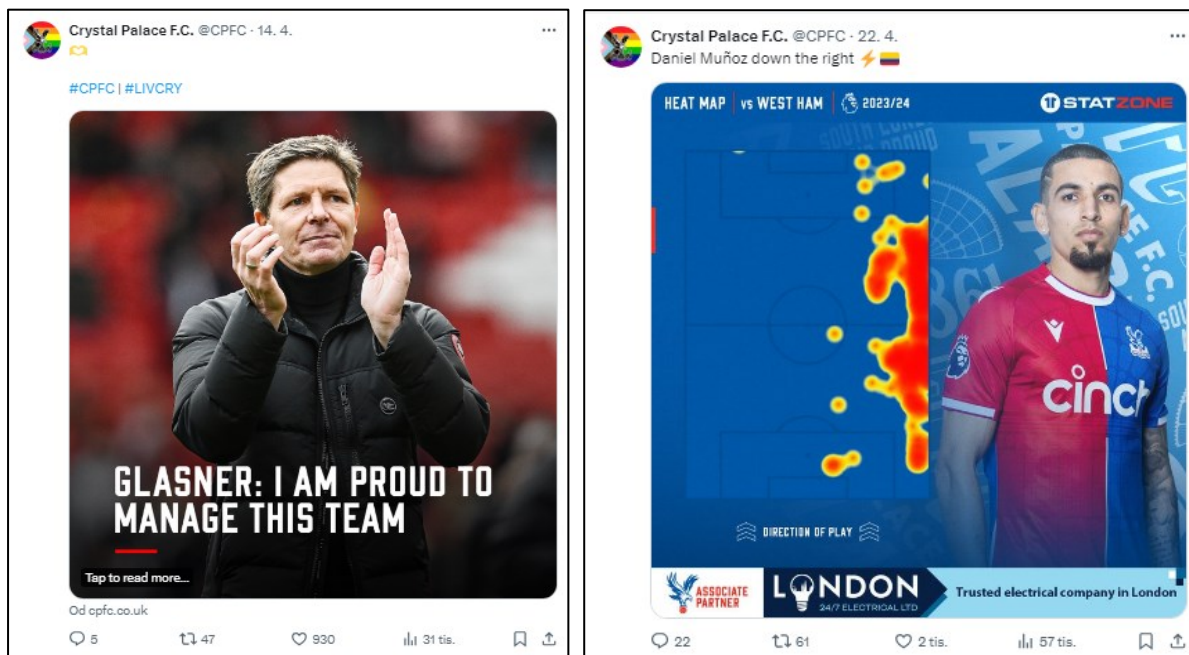 Crystal Palace F.C. @CPFC · 14. 4.
#CPFC | #LIVCRY
GLASNER: I AM PROUD TO
MANAGE THIS TEAM
Tap to read more...
Od cpfc.co.uk
5 47 930 31 tis.
Crystal Palace F.C. @CPFC · 22. 4.
Daniel Muñoz down the right
HEAT MAP | vs WEST HAM | 2023/24
STATZONE
cinch
DIRECTION OF PLAY
ASSOCIATE
PARTNER
LONDON
24/7 ELECTRICAL LTD
Trusted electrical company in London
22 61 2 tis. 57 tis.